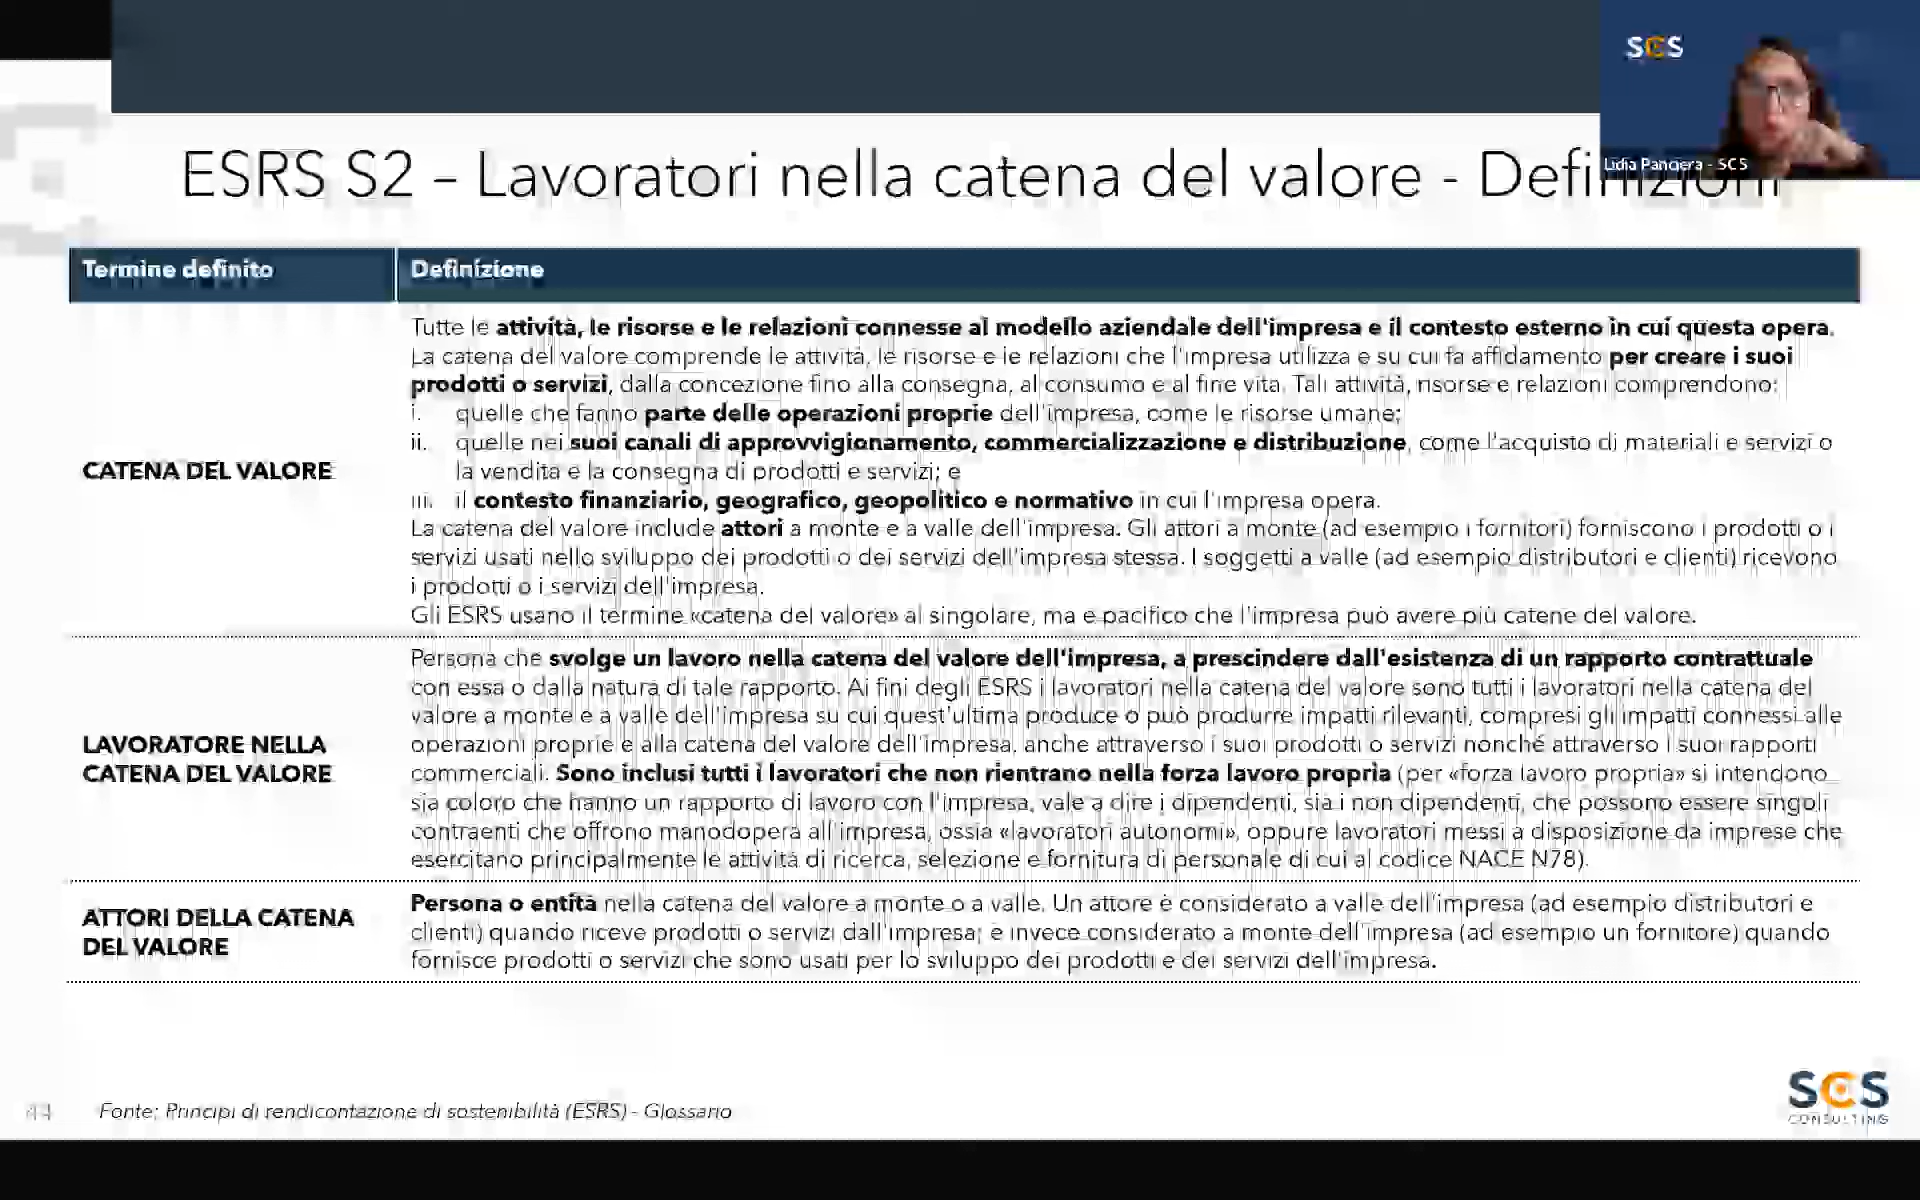 SCS
Lidia Panciera - SCS
ESRS S2 – Lavoratori nella catena del valore - Definizioni
Termine definito
Definizione
CATENA DEL VALORE
Tutte le attività, le risorse e le relazioni connesse al modello aziendale dell'impresa e il contesto esterno in cui questa opera.
La catena del valore comprende le attività, le risorse e le relazioni che l'impresa utilizza e su cui fa affidamento per creare i suoi
prodotti o servizi, dalla concezione fino alla consegna, al consumo e al fine vita. Tali attività, risorse e relazioni comprendono:
i. quelle che fanno parte delle operazioni proprie dell'impresa, come le risorse umane;
ii. quelle nei suoi canali di approvvigionamento, commercializzazione e distribuzione, come l'acquisto di materiali e servizi o
la vendita e la consegna di prodotti e servizi; e
iii. il contesto finanziario, geografico, geopolitico e normativo in cui l'impresa opera.
La catena del valore include attori a monte e a valle dell'impresa. Gli attori a monte (ad esempio i fornitori) forniscono i prodotti o i
servizi usati nello sviluppo dei prodotti o dei servizi dell'impresa stessa. I soggetti a valle (ad esempio distributori e clienti) ricevono
i prodotti o i servizi dell'impresa.
Gli ESRS usano il termine «catena del valore» al singolare, ma è pacifico che l'impresa può avere più catene del valore.
LAVORATORE NELLA
CATENA DEL VALORE
Persona che svolge un lavoro nella catena del valore dell'impresa, a prescindere dall'esistenza di un rapporto contrattuale
con essa o dalla natura di tale rapporto. Ai fini degli ESRS i lavoratori nella catena del valore sono tutti i lavoratori nella catena del
valore a monte e a valle dell'impresa su cui quest'ultima produce o può produrre impatti rilevanti, compresi gli impatti connessi alle
operazioni proprie e alla catena del valore dell'impresa, anche attraverso i suoi prodotti o servizi nonché attraverso i suoi rapporti
commerciali. Sono inclusi tutti i lavoratori che non rientrano nella forza lavoro propria (per «forza lavoro propria» si intendono
sia coloro che hanno un rapporto di lavoro con l'impresa, vale a dire i dipendenti, sia i non dipendenti, che possono essere singoli
contraenti che offrono manodopera all'impresa, ossia «lavoratori autonomi», oppure lavoratori messi a disposizione da imprese che
esercitano principalmente le attività di ricerca, selezione e fornitura di personale di cui al codice NACE N78).
ATTORI DELLA CATENA
DEL VALORE
Persona o entità nella catena del valore a monte o a valle. Un attore è considerato a valle dell'impresa (ad esempio distributori e
clienti) quando riceve prodotti o servizi dall'impresa; è invece considerato a monte dell'impresa (ad esempio un fornitore) quando
fornisce prodotti o servizi che sono usati per lo sviluppo dei prodotti e dei servizi dell'impresa.
44
Fonte: Principi di rendicontazione di sostenibilità (ESRS) - Glossario
SCS
CONSULTING